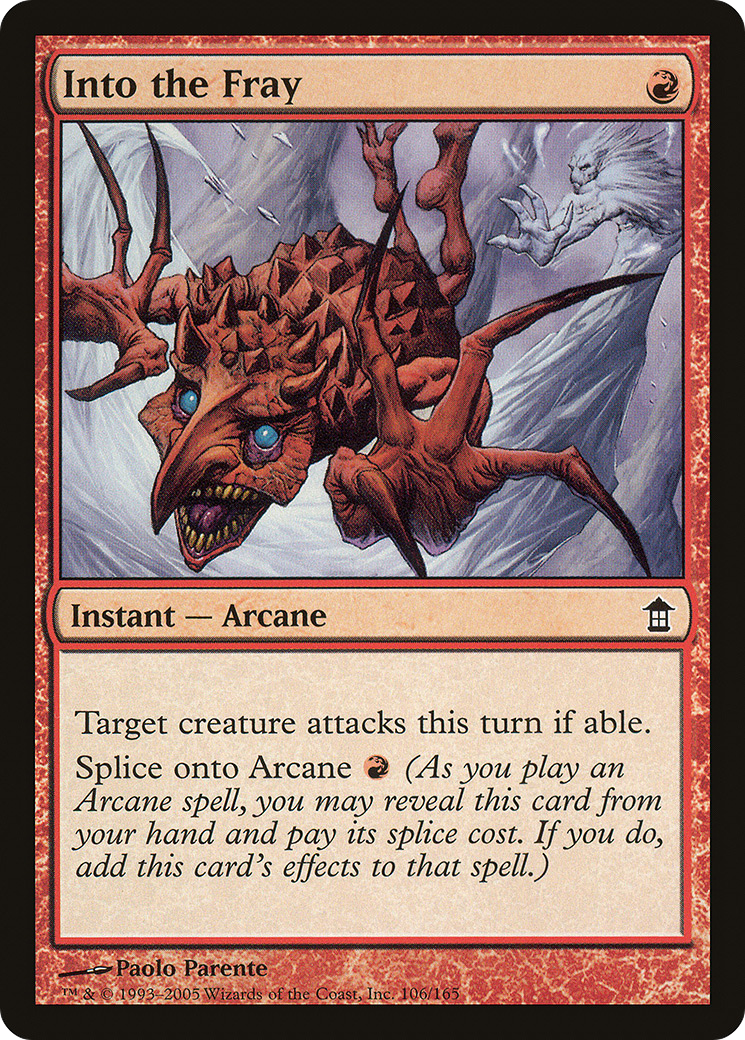 Into the Fray
Instant — Arcane
Target creature attacks this turn if able.
Splice onto Arcane (As you play an
Arcane spell, you may reveal this card from
your hand and pay its splice cost. If you do,
add this card's effects to that spell.)
Paolo Parente
™ & © 1993–2005 Wizards of the Coast, Inc. 106/165